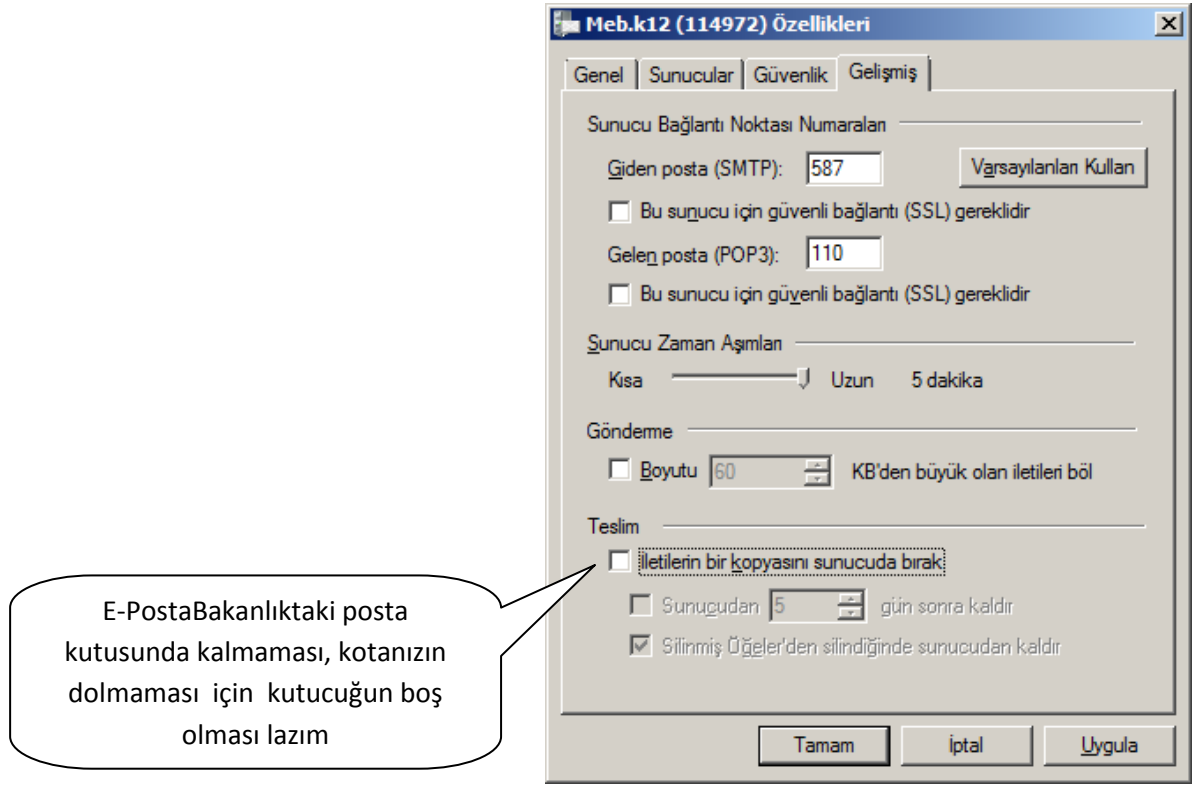 Meb.k12 (114972) Özellikleri
Genel Sunucular Güvenlik Gelişmiş
Sunucu Bağlantı Noktası Numaraları
Giden posta (SMTP): 587 Varsayılanları Kullan
Bu sunucu için güvenli bağlantı (SSL) gereklidir
Gelen posta (POP3): 110
Bu sunucu için güvenli bağlantı (SSL) gereklidir
Sunucu Zaman Aşımları
Kısa Uzun 5 dakika
Gönderme
Boyutu 60 KB'den büyük olan iletileri böl
Teslim
İletilerin bir kopyasını sunucuda bırak
Sunucudan 5 gün sonra kaldır
Silinmiş Öğeler'den silindiğinde sunucudan kaldır
Tamam İptal Uygula
E-PostaBakanlıktaki posta
kutusunda kalmaması, kotanızın
dolmaması için kutucuğun boş
olması lazım